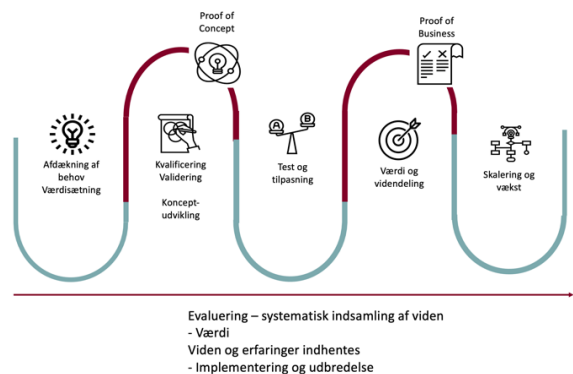 Proof of
Concept
Proof of
Business
Afdækning af
behov
Værdisætning
Kvalificering
Validering
Koncept-
udvikling
A
B
Test og
tilpasning
Værdi og
videndeling
Skalering og
vækst
Evaluering – systematisk indsamling af viden
- Værdi
Viden og erfaringer indhentes
- Implementering og udbredelse